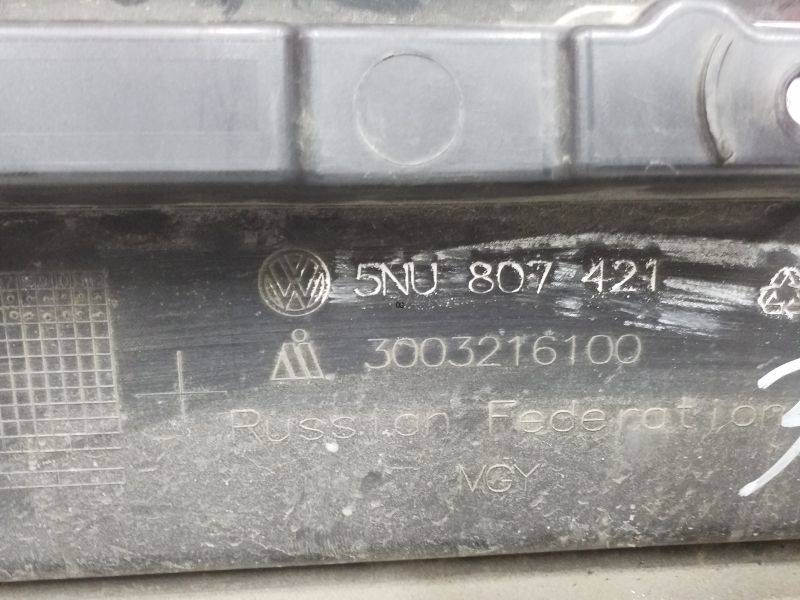 5NU 807 421
3003216100
Russian Federation
MGY